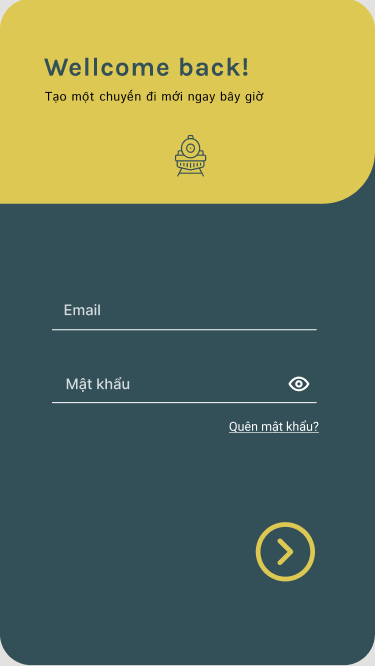 Wellcome back!
Tạo một chuyến đi mới ngay bây giờ
Email
Mật khẩu
Quên mật khẩu?